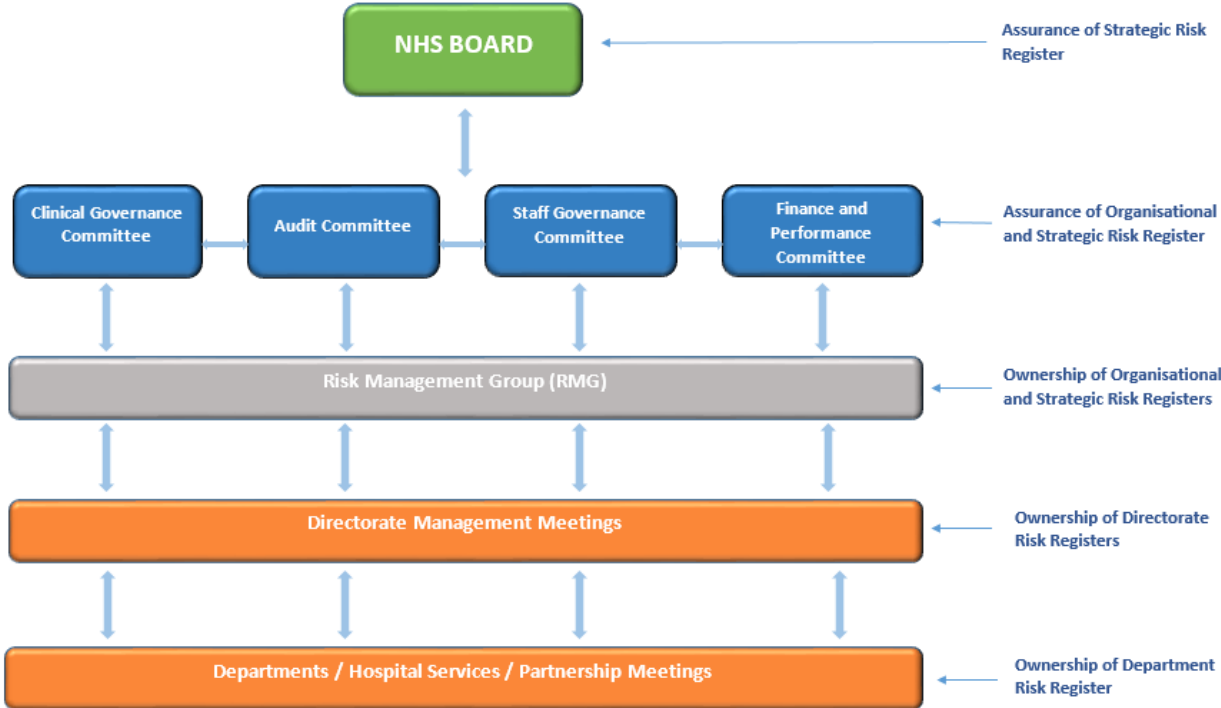 NHS BOARD
Assurance of Strategic Risk
Register
Clinical Governance
Committee
Audit Committee
Staff Governance
Committee
Finance and
Performance
Committee
Assurance of Organisational
and Strategic Risk Register
Risk Management Group (RMG)
Ownership of Organisational
and Strategic Risk Registers
Directorate Management Meetings
Ownership of Directorate
Risk Registers
Departments / Hospital Services / Partnership Meetings
Ownership of Department
Risk Register